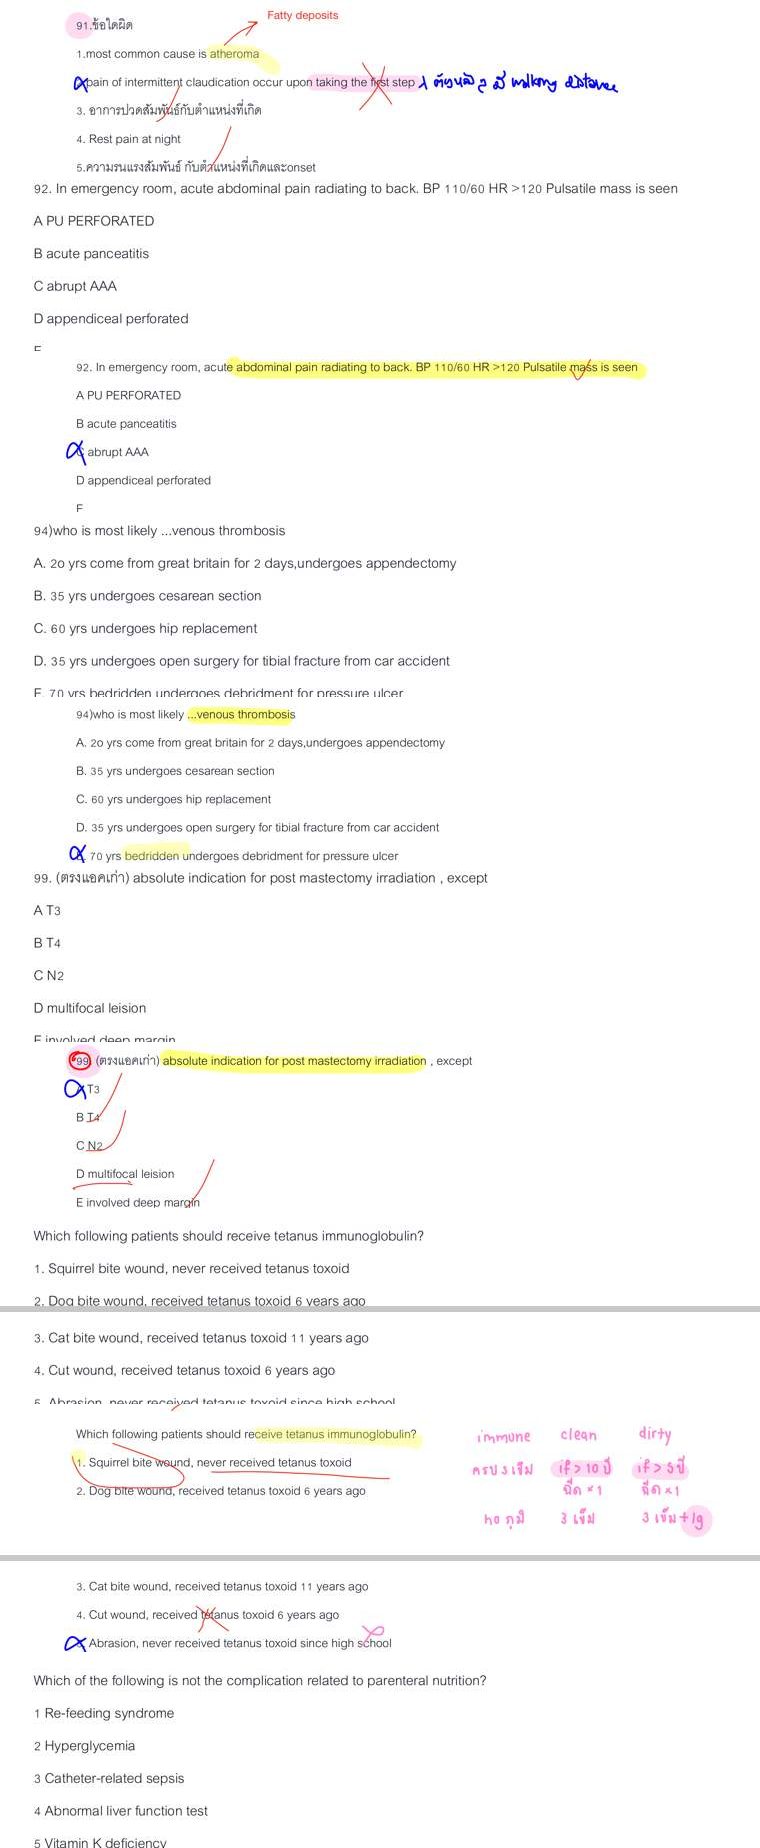 Fatty deposits
91.ข้อใดผิด
1.most common cause is atheroma
pain of intermittent claudication occur upon taking the first step มี walking distance
3. อาการปวดสัมพันธ์กับตำแหน่งที่เกิด
4. Rest pain at night
5.ความรนแรงสัมพันธ์ กับตำแหน่งที่เกิดและonset
92. In emergency room, acute abdominal pain radiating to back. BP 110/60 HR >120 Pulsatile mass is seen
A PU PERFORATED
B acute panceatitis
C abrupt AAA
D appendiceal perforated
92. In emergency room, acute abdominal pain radiating to back. BP 110/60 HR >120 Pulsatile mass is seen
A PU PERFORATED
B acute panceatitis
C abrupt AAA
D appendiceal perforated
F
94)who is most likely ...venous thrombosis
A. 2o yrs come from great britain for 2 days,undergoes appendectomy
B. 35 yrs undergoes cesarean section
C. 60 yrs undergoes hip replacement
D. 35 yrs undergoes open surgery for tibial fracture from car accident
E. 70 yrs bedridden undergoes debridment for pressure ulcer
94)who is most likely ...venous thrombosis
A. 2o yrs come from great britain for 2 days,undergoes appendectomy
B. 35 yrs undergoes cesarean section
C. 60 yrs undergoes hip replacement
D. 35 yrs undergoes open surgery for tibial fracture from car accident
70 yrs bedridden undergoes debridment for pressure ulcer
99. (ตรงแอคเก่า) absolute indication for post mastectomy irradiation , except
A T3
B T4
C N2
D multifocal leision
E involved deep margin
99. (ตรงแอคเก่า) absolute indication for post mastectomy irradiation , except
T3
B T4
C N2
D multifocal leision
E involved deep margin
Which following patients should receive tetanus immunoglobulin?
1. Squirrel bite wound, never received tetanus toxoid
2. Dog bite wound, received tetanus toxoid 6 years ago
3. Cat bite wound, received tetanus toxoid 11 years ago
4. Cut wound, received tetanus toxoid 6 years ago
5. Abrasion, never received tetanus toxoid since high school
Which following patients should receive tetanus immunoglobulin?
1. Squirrel bite wound, never received tetanus toxoid
2. Dog bite wound, received tetanus toxoid 6 years ago
immune clean dirty
ครบ 3 เข็ม if > 10 ปี if > 5 ปี
ฉีด x 1 ฉีด x 1
no ภูมิ 3 เข็ม 3 เข็ม + Ig
3. Cat bite wound, received tetanus toxoid 11 years ago
4. Cut wound, received tetanus toxoid 6 years ago
Abrasion, never received tetanus toxoid since high school
Which of the following is not the complication related to parenteral nutrition?
1 Re-feeding syndrome
2 Hyperglycemia
3 Catheter-related sepsis
4 Abnormal liver function test
5 Vitamin K deficiency